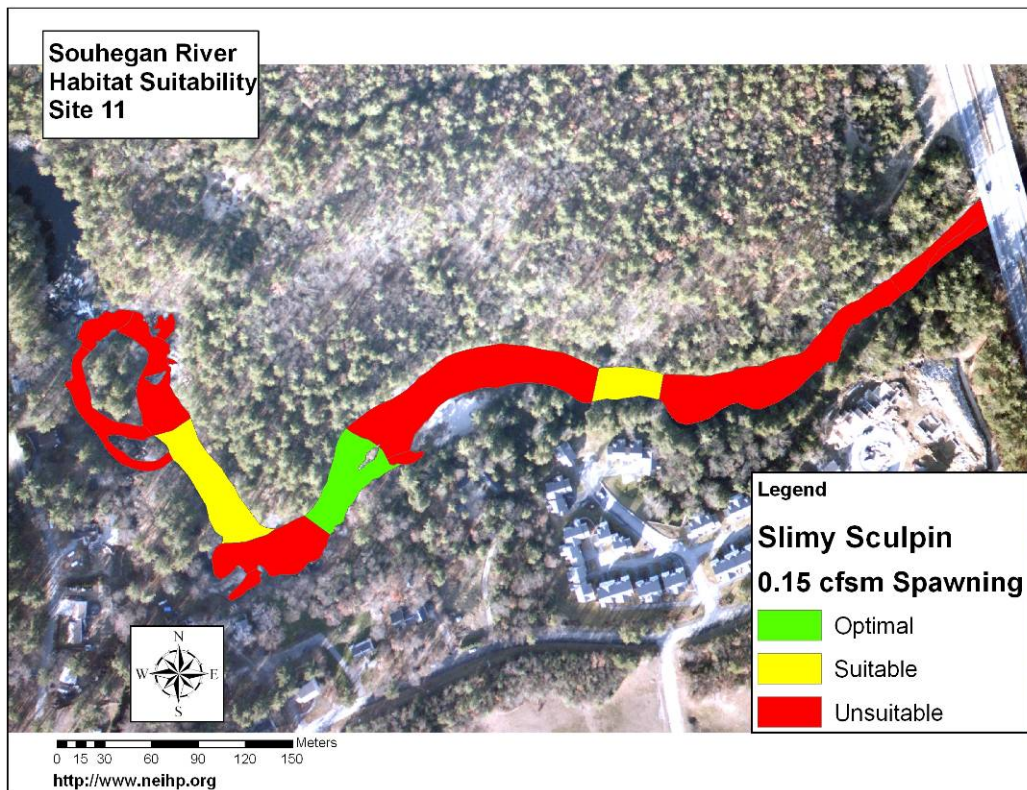 Souhegan River
Habitat Suitability
Site 11
Legend
Slimy Sculpin
0.15 cfsm Spawning
Optimal
Suitable
Unsuitable
N
W E
S
Meters
0 15 30 60 90 120 150
http://www.neihp.org